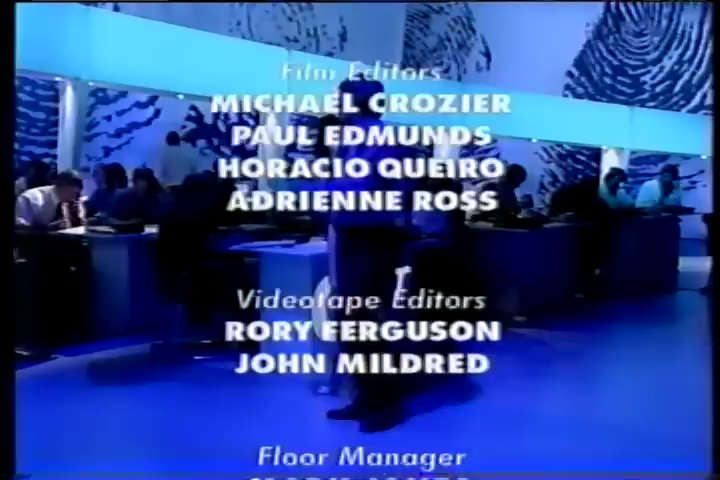 Film Editors
MICHAEL CROZIER
PAUL EDMUNDS
HORACIO QUEIRO
ADRIENNE ROSS
Videotape Editors
RORY FERGUSON
JOHN MILDRED
Floor Manager